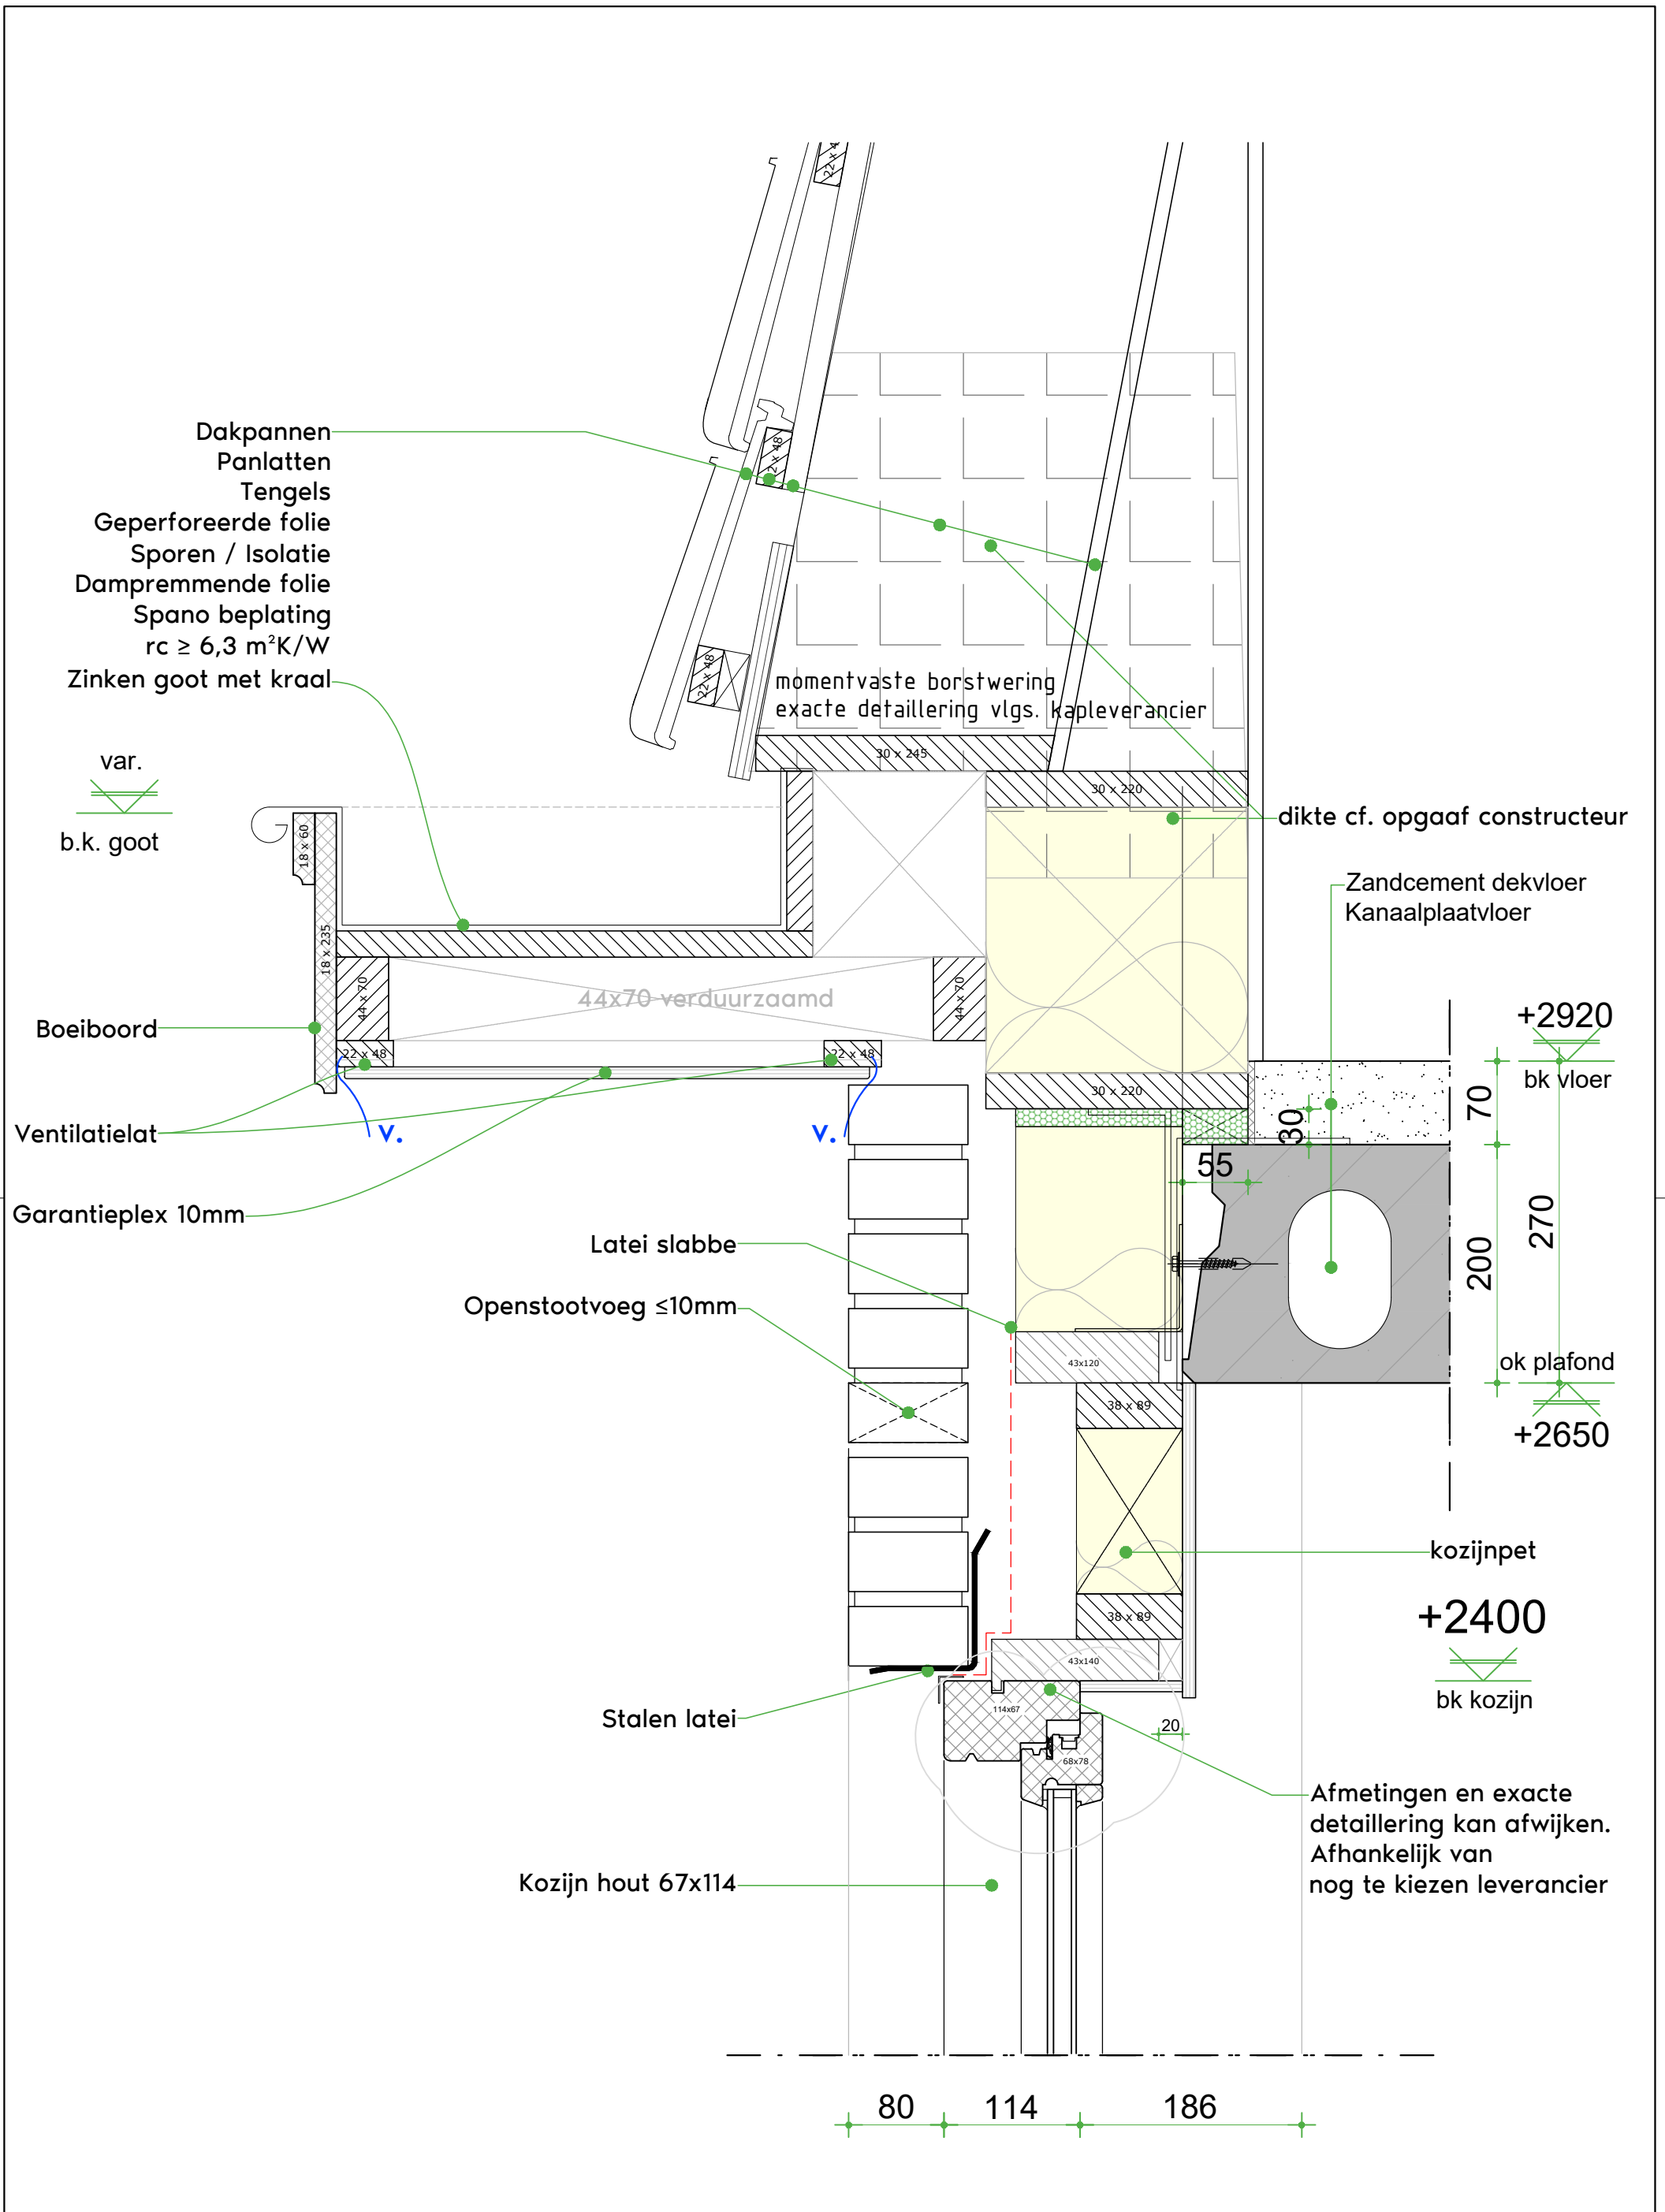 22 x 4
Dakpannen
Panlatten
Tengels
Geperforeerde folie
Sporen / Isolatie
Dampremmende folie
Spano beplating
rc ≥ 6,3 m²K/W
Zinken goot met kraal
2 x 48
22 x 48
momentvaste borstwering
exacte detaillering vlgs. kapleverancier
30 x 245
30 x 220
var.
b.k. goot
18 x 60
18 x 235
dikte cf. opgaaf constructeur
Zandcement dekvloer
Kanaalplaatvloer
44 x 70
44x70 verduurzaamd
44 x 70
Boeiboord
22 x 48
22 x 48
+2920
bk vloer
30 x 220
70
30
Ventilatielat
v.
v.
55
Garantieplex 10mm
270
200
Latei slabbe
Openstootvoeg ≤10mm
43x120
ok plafond
38 x 89
+2650
kozijnpet
38 x 89
+2400
43x140
bk kozijn
114x67
Stalen latei
20
68x78
Afmetingen en exacte
detaillering kan afwijken.
Afhankelijk van
nog te kiezen leverancier
Kozijn hout 67x114
80
114
186